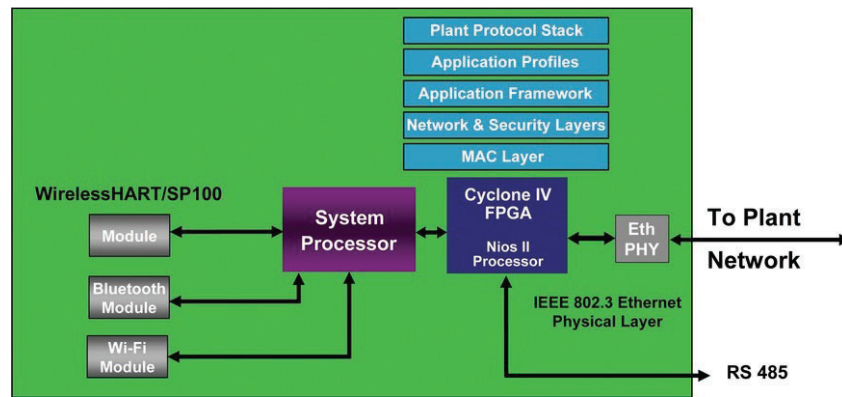 Plant Protocol Stack
Application Profiles
Application Framework
Network & Security Layers
MAC Layer
WirelessHART/SP100
Module
Bluetooth
Module
Wi-Fi
Module
System
Processor
Cyclone IV
FPGA
Nios II
Processor
Eth
PHY
To Plant
Network
IEEE 802.3 Ethernet
Physical Layer
RS 485